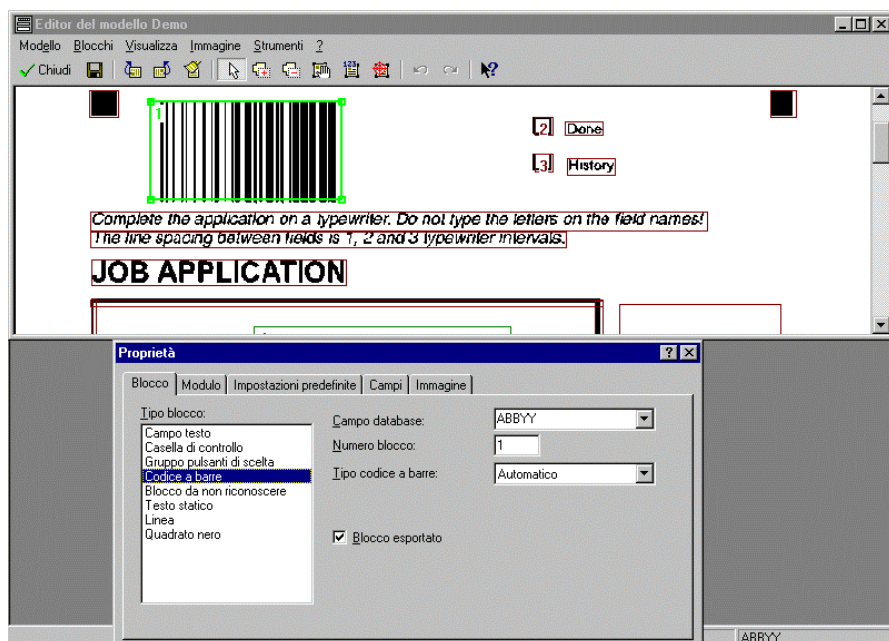 Editor del modello Demo
Modello Blocchi Visualizza Immagine Strumenti ?
Chiudi
1
2 Done
3 History
Complete the application on a typewriter. Do not type the letters on the field names!
The line spacing between fields is 1, 2 and 3 typewriter intervals.
JOB APPLICATION
Proprietà
Blocco Modulo Impostazioni predefinite Campi Immagine
Tipo blocco:
Campo testo
Casella di controllo
Gruppo pulsanti di scelta
Codice a barre
Blocco da non riconoscere
Testo statico
Linea
Quadrato nero
Campo database: ABBYY
Numero blocco: 1
Tipo codice a barre: Automatico
Blocco esportato
ABBYY